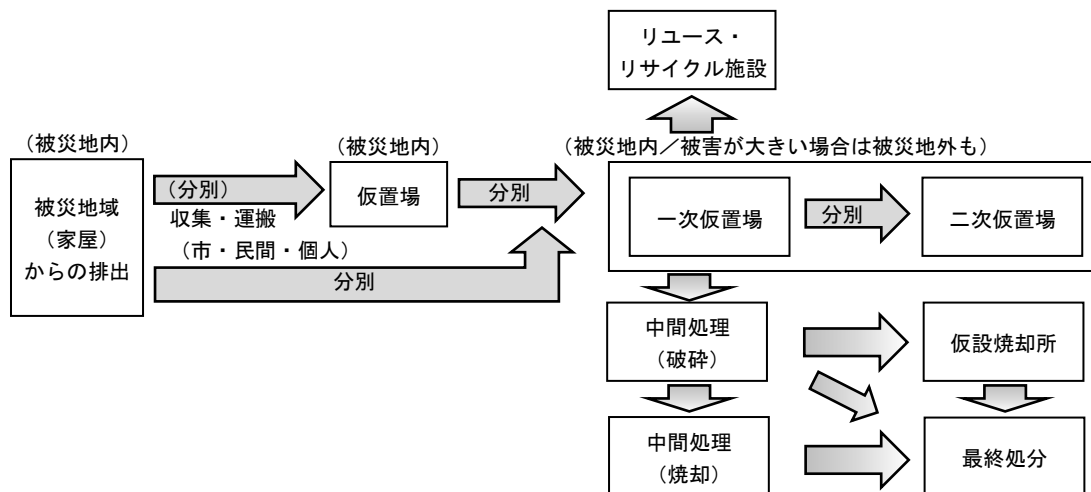 リユース・
リサイクル施設
（被災地内）
（被災地内）
（被災地内／被害が大きい場合は被災地外も）
被災地域
（家屋）
からの排出
（分別）
収集・運搬
（市・民間・個人）
分別
仮置場
分別
一次仮置場
分別
二次仮置場
中間処理
（破砕）
仮設焼却所
中間処理
（焼却）
最終処分